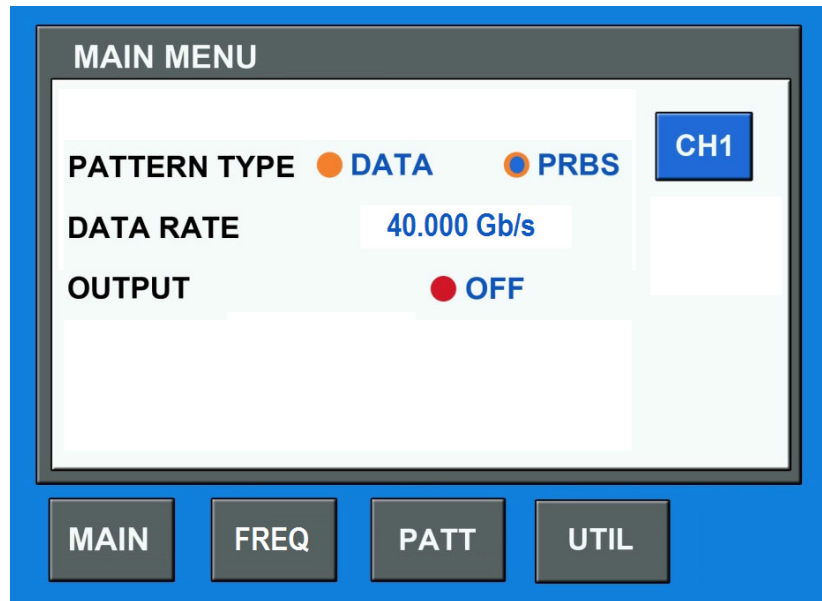 MAIN MENU
CH1
PATTERN TYPE DATA PRBS
DATA RATE 40.000 Gb/s
OUTPUT OFF
MAIN FREQ PATT UTIL